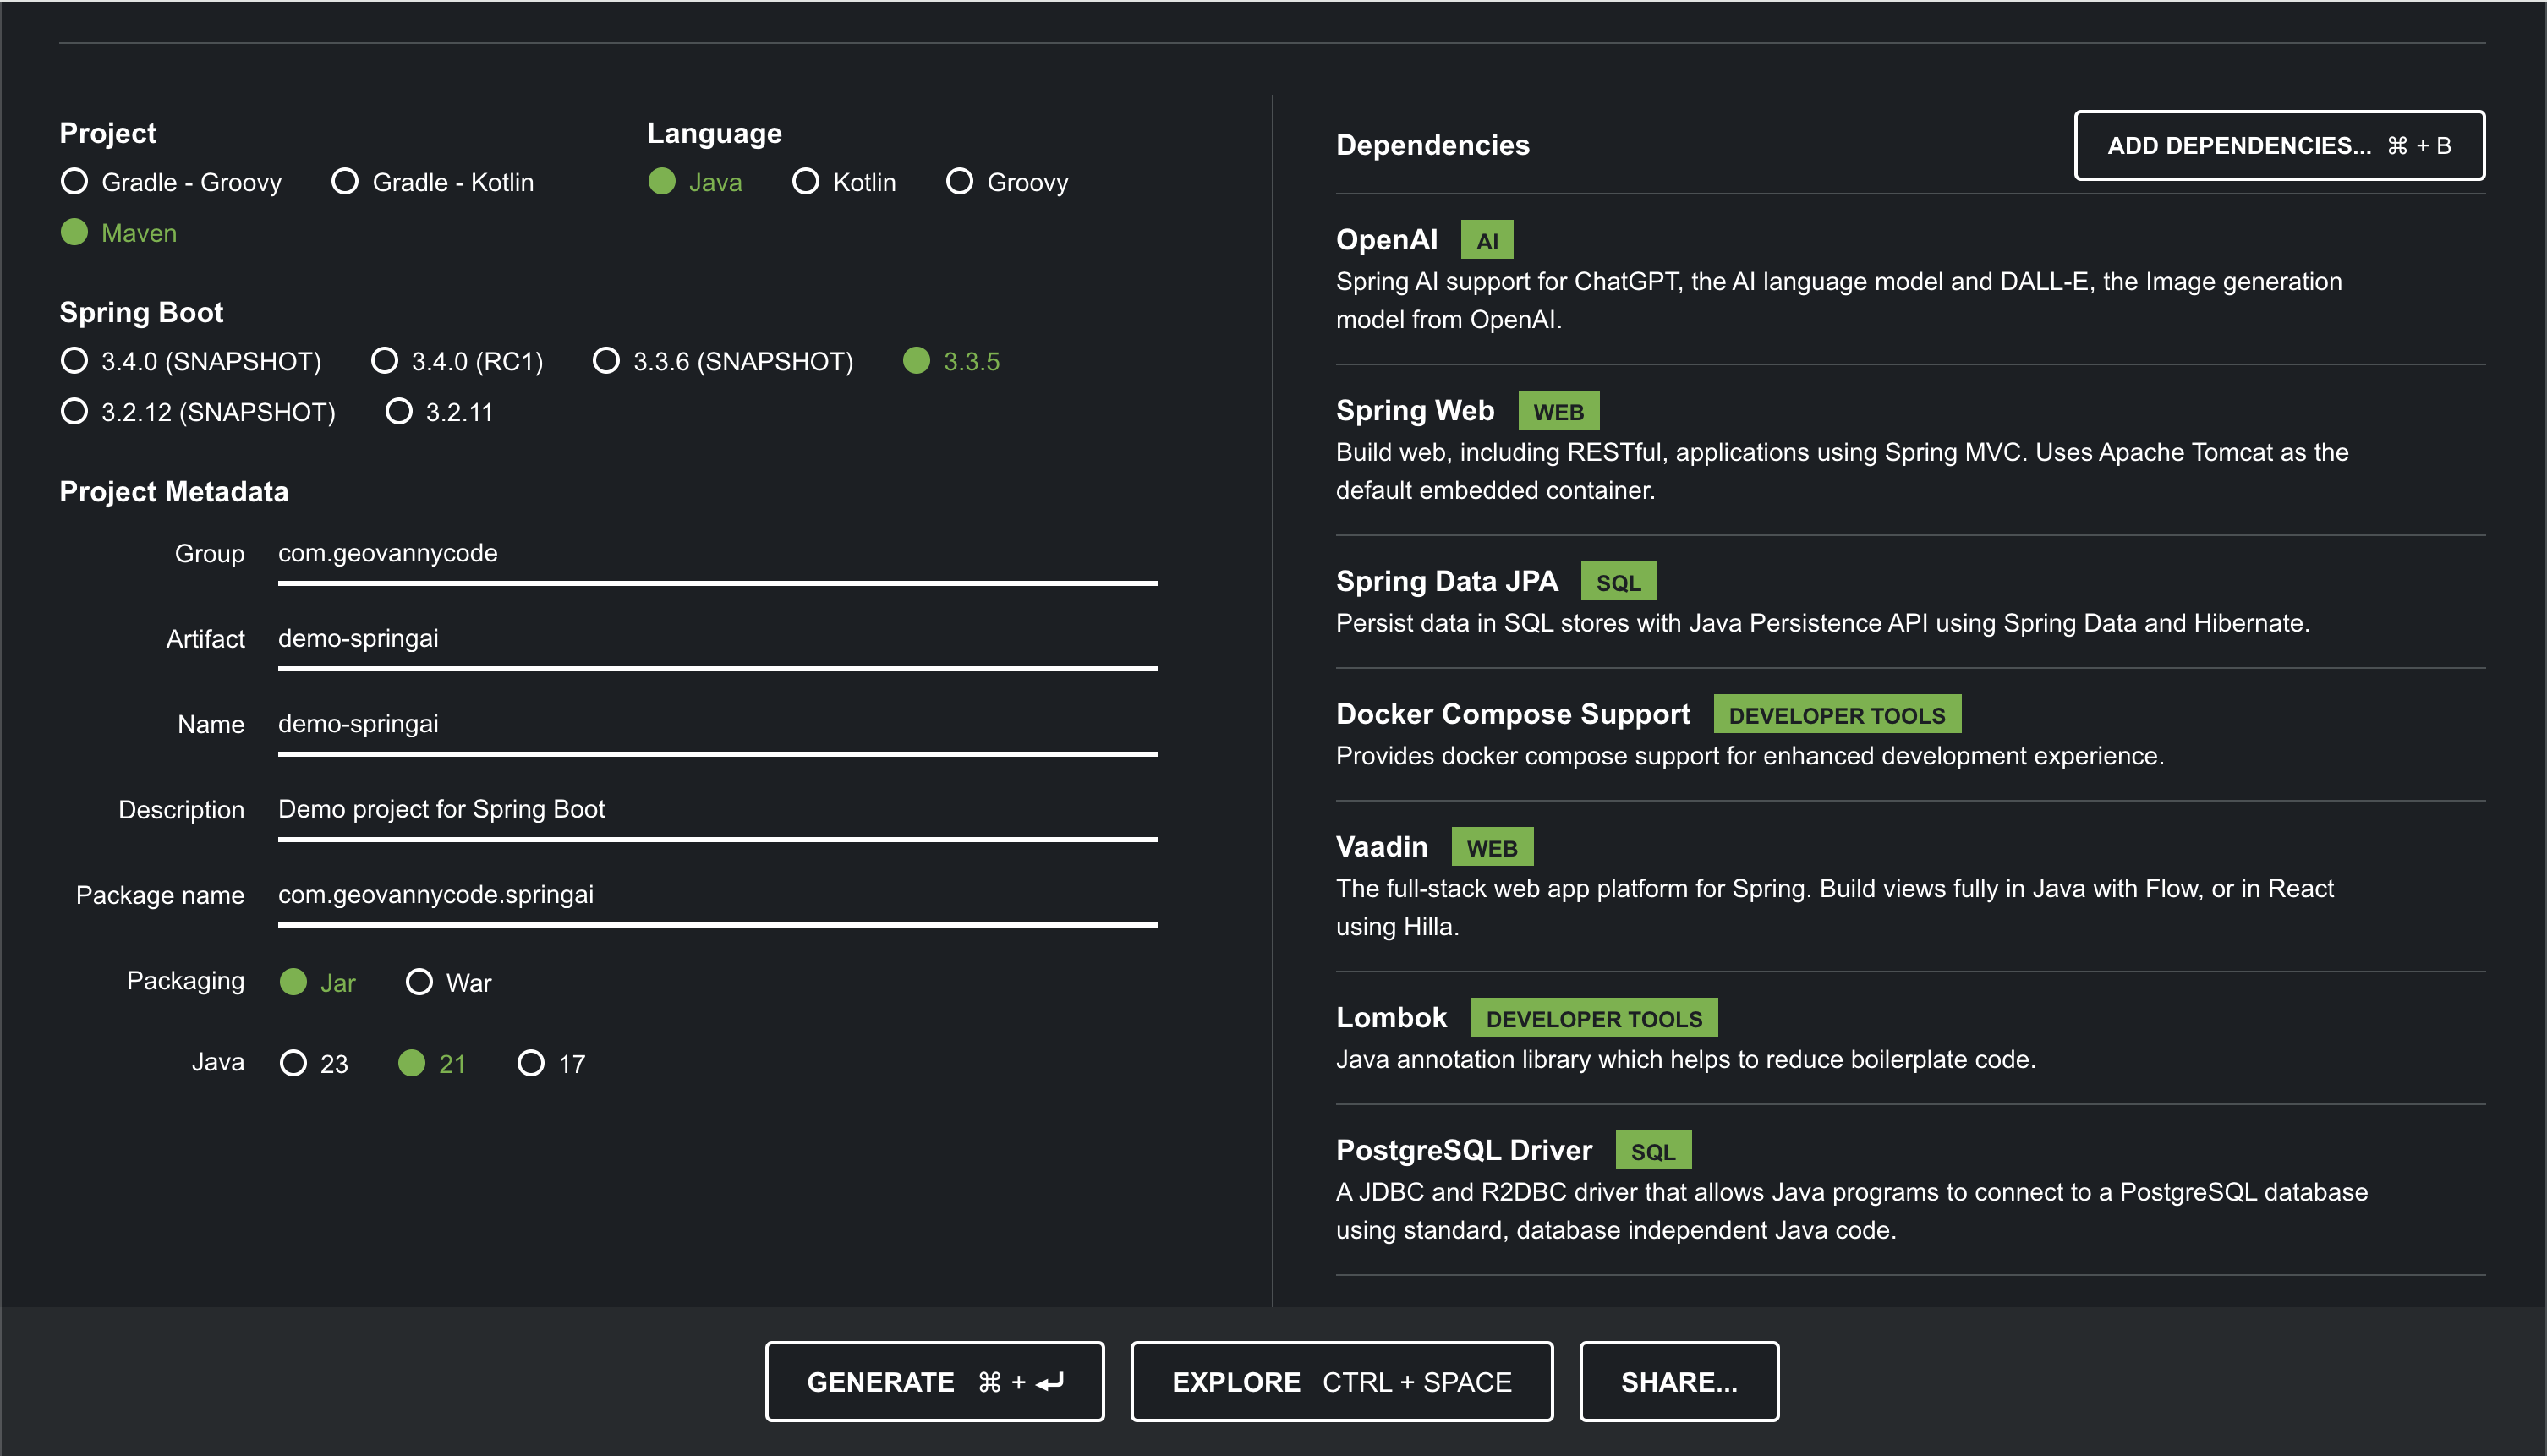 Project
Gradle - Groovy Gradle - Kotlin
Maven
Language
Java Kotlin Groovy
Spring Boot
3.4.0 (SNAPSHOT) 3.4.0 (RC1) 3.3.6 (SNAPSHOT) 3.3.5
3.2.12 (SNAPSHOT) 3.2.11
Project Metadata
Group com.geovannycode
Artifact demo-springai
Name demo-springai
Description Demo project for Spring Boot
Package name com.geovannycode.springai
Packaging Jar War
Java 23 21 17
Dependencies
ADD DEPENDENCIES... ⌘ + B
OpenAI AI
Spring AI support for ChatGPT, the AI language model and DALL-E, the Image generation
model from OpenAI.
Spring Web WEB
Build web, including RESTful, applications using Spring MVC. Uses Apache Tomcat as the
default embedded container.
Spring Data JPA SQL
Persist data in SQL stores with Java Persistence API using Spring Data and Hibernate.
Docker Compose Support DEVELOPER TOOLS
Provides docker compose support for enhanced development experience.
Vaadin WEB
The full-stack web app platform for Spring. Build views fully in Java with Flow, or in React
using Hilla.
Lombok DEVELOPER TOOLS
Java annotation library which helps to reduce boilerplate code.
PostgreSQL Driver SQL
A JDBC and R2DBC driver that allows Java programs to connect to a PostgreSQL database
using standard, database independent Java code.
GENERATE ⌘ + ↵
EXPLORE CTRL + SPACE
SHARE...